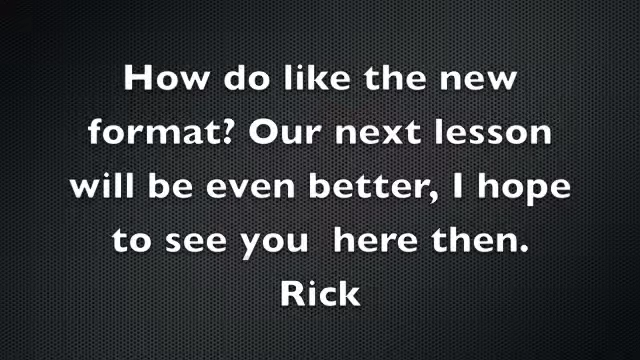 How do like the new
format? Our next lesson
will be even better, I hope
to see you  here then.
Rick